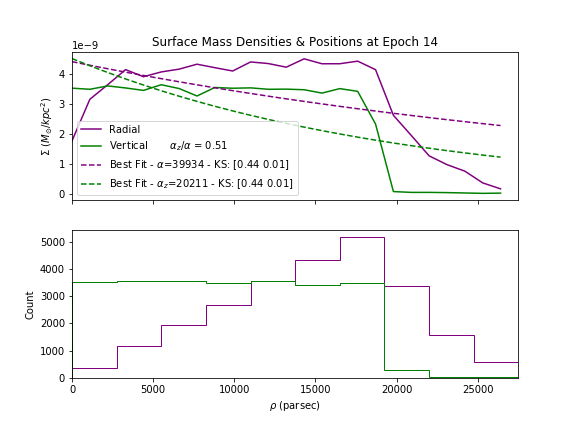 Surface Mass Densities & Positions at Epoch 14
1e−9
4
3
2
1
0
Σ (M⊙/kpc²)
Radial
Vertical αz/α = 0.51
Best Fit - α=39934 - KS: [0.44 0.01]
Best Fit - αz=20211 - KS: [0.44 0.01]
5000
4000
3000
2000
1000
0
Count
0 5000 10000 15000 20000 25000
ρ (parsec)